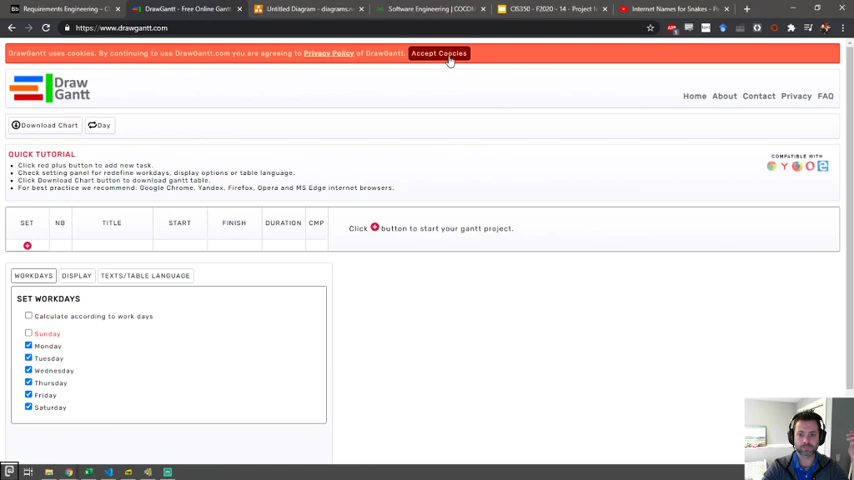 Requirements Engineering – C
DrawGantt – Free Online Gantt
Untitled Diagram – diagrams.n
Software Engineering | COCOM
CIS350 - F2020 - 14 - Project M
Internet Names for Snakes - Yo
https://www.drawgantt.com
DrawGantt uses cookies. By continuing to use DrawGantt.com you are agreeing to Privacy Policy of DrawGantt. Accept Coocies
Draw
Gantt
Home About Contact Privacy FAQ
Download Chart Day
QUICK TUTORIAL
COMPATIBLE WITH
• Click red plus button to add new task.
• Check setting panel for redefine workdays, display options or table language.
• Click Download Chart button to download gantt table.
• For best practice we recommend: Google Chrome, Yandex, Firefox, Opera and MS Edge internet browsers.
SET NB TITLE START FINISH DURATION CMP
Click button to start your gantt project.
WORKDAYS DISPLAY TEXTS/TABLE LANGUAGE
SET WORKDAYS
Calculate according to work days
Sunday
Monday
Tuesday
Wednesday
Thursday
Friday
Saturday